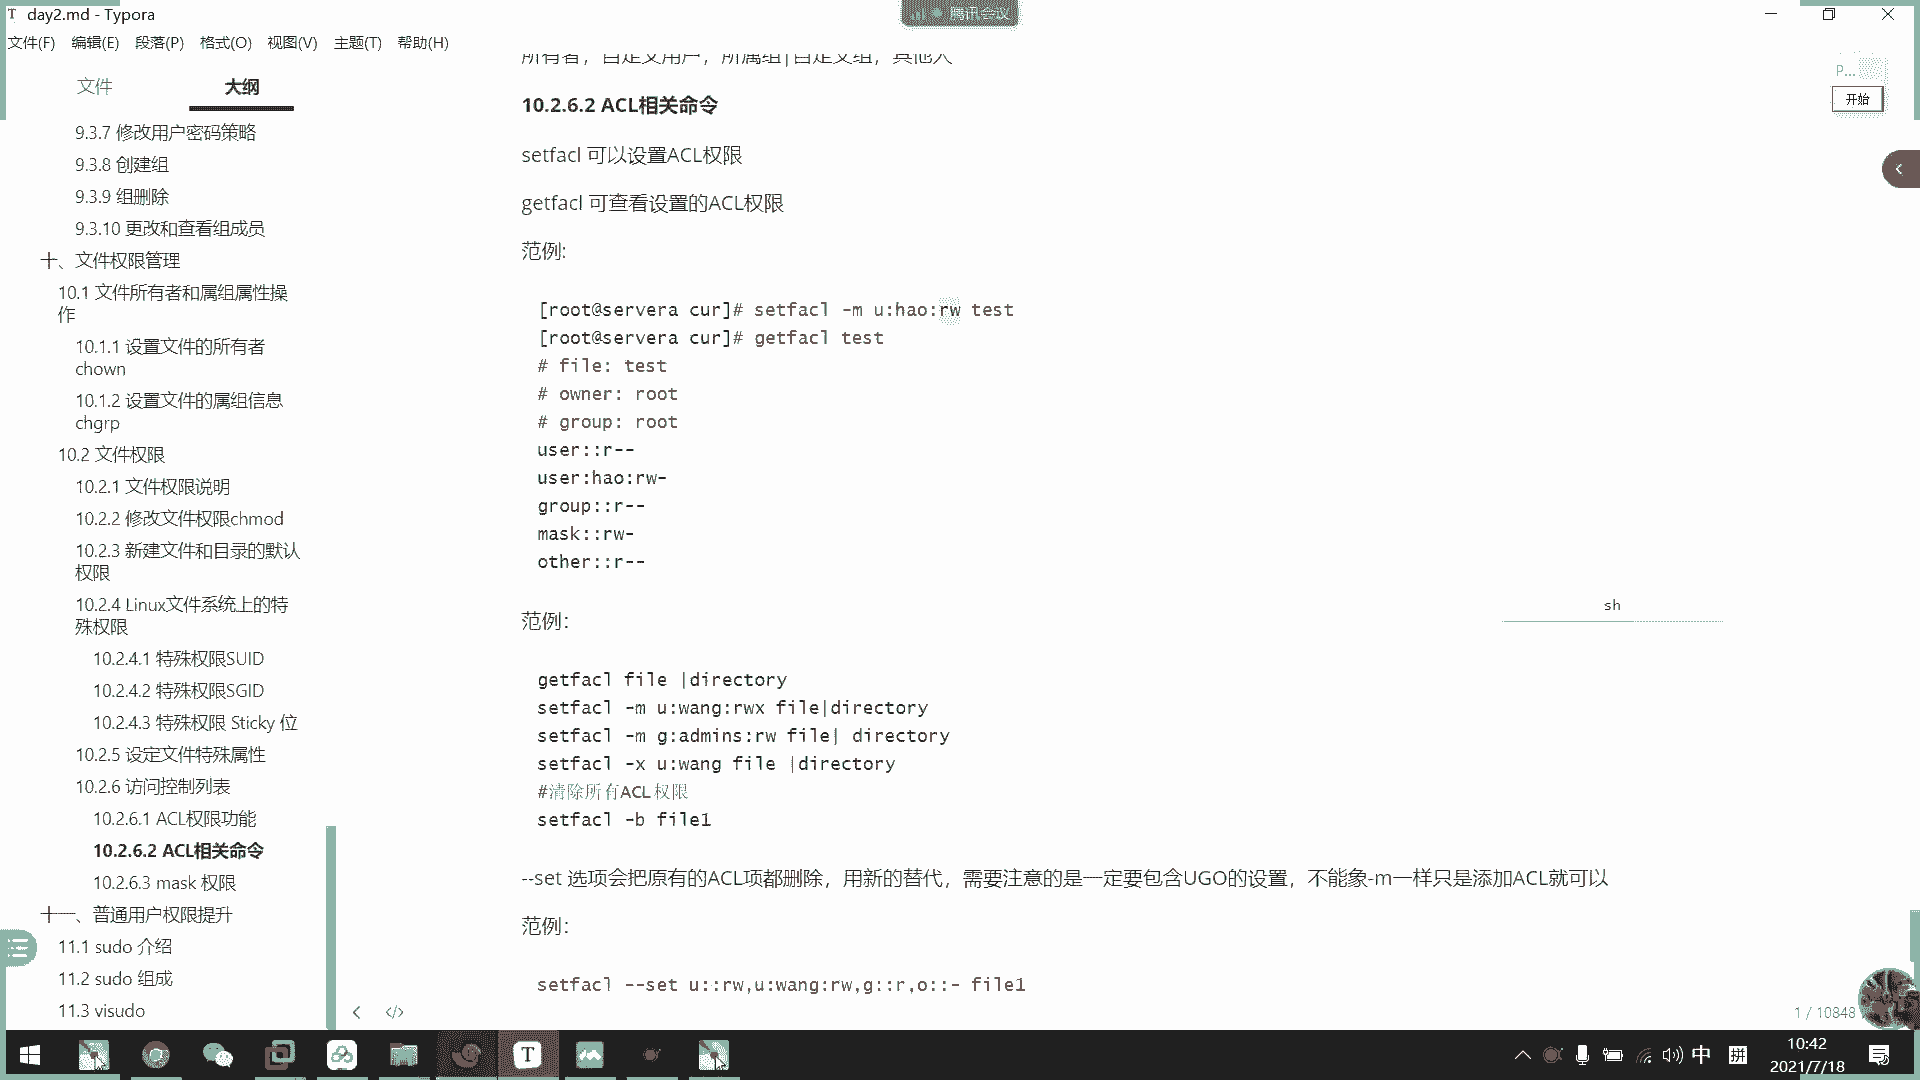 day2.md - Typora
腾讯会议
文件(F) 编辑(E) 段落(P) 格式(O) 视图(V) 主题(T) 帮助(H)
文件 大纲
9.3.7 修改用户密码策略
9.3.8 创建组
9.3.9 组删除
9.3.10 更改和查看组成员
十、文件权限管理
10.1 文件所有者和属组属性操
作
10.1.1 设置文件的所有者
chown
10.1.2 设置文件的属组信息
chgrp
10.2 文件权限
10.2.1 文件权限说明
10.2.2 修改文件权限chmod
10.2.3 新建文件和目录的默认
权限
10.2.4 Linux文件系统上的特
殊权限
10.2.4.1 特殊权限SUID
10.2.4.2 特殊权限SGID
10.2.4.3 特殊权限 Sticky 位
10.2.5 设定文件特殊属性
10.2.6 访问控制列表
10.2.6.1 ACL权限功能
10.2.6.2 ACL相关命令
10.2.6.3 mask 权限
十一、普通用户权限提升
11.1 sudo 介绍
11.2 sudo 组成
11.3 visudo
所有者，自定义用户，所属组|自定义组，其他人
10.2.6.2 ACL相关命令
setfacl 可以设置ACL权限
getfacl 可查看设置的ACL权限
范例:
[root@servera cur]# setfacl -m u:hao:rw test
[root@servera cur]# getfacl test
# file: test
# owner: root
# group: root
user::r--
user:hao:rw-
group::r--
mask::rw-
other::r--
sh
范例：
getfacl file |directory
setfacl -m u:wang:rwx file|directory
setfacl -m g:admins:rw file| directory
setfacl -x u:wang file |directory
#清除所有ACL权限
setfacl -b file1
--set 选项会把原有的ACL项都删除，用新的替代，需要注意的是一定要包含UGO的设置，不能象-m一样只是添加ACL就可以
范例：
setfacl --set u::rw,u:wang:rw,g::r,o::- file1
P...
开始
1 / 10848
中 拼
10:42
2021/7/18